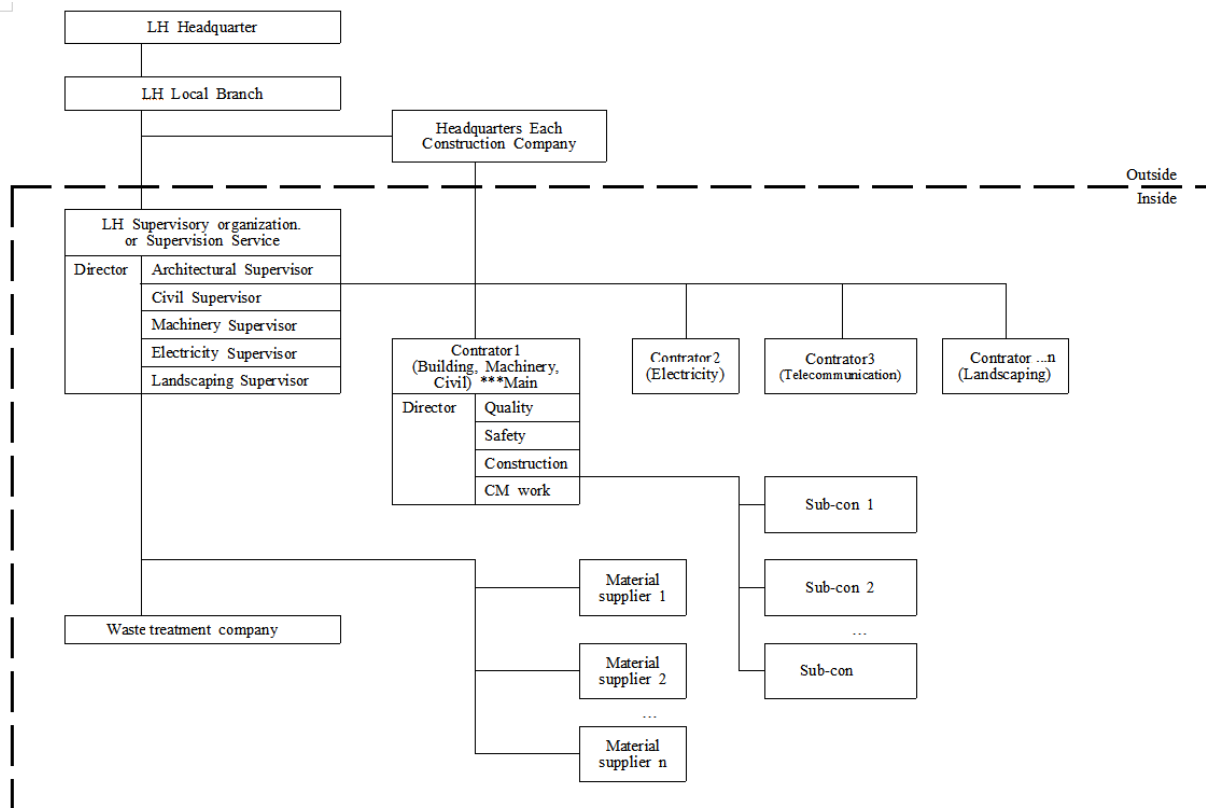 LH Headquarter
LH Local Branch
Headquarters Each
Construction Company
Outside
Inside
LH Supervisory organization.
or Supervision Service
Director
Architectural Supervisor
Civil Supervisor
Machinery Supervisor
Electricity Supervisor
Landscaping Supervisor
Contrator1
(Building, Machinery,
Civil) ***Main
Director
Quality
Safety
Construction
CM work
Contrator2
(Electricity)
Contrator3
(Telecommunication)
Contrator ...n
(Landscaping)
Sub-con 1
Sub-con 2
...
Sub-con
Material
supplier 1
Material
supplier 2
...
Material
supplier n
Waste treatment company